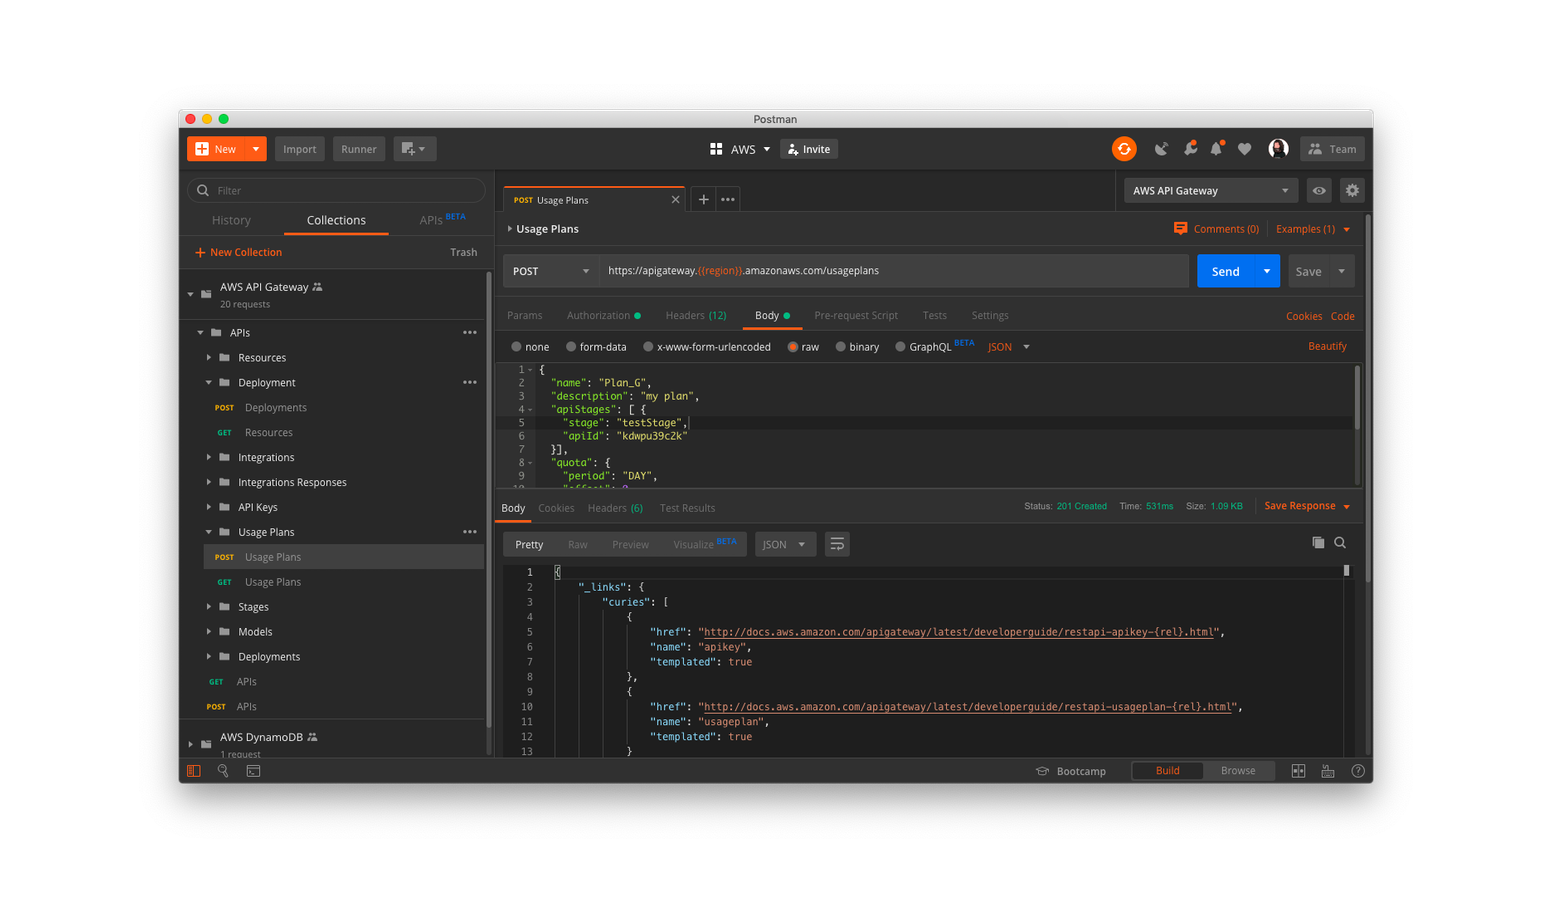 Postman
New
Import
Runner
AWS
Invite
Team
Filter
History
Collections
APIs BETA
New Collection
Trash
AWS API Gateway
20 requests
APIs
Resources
Deployment
POST Deployments
GET Resources
Integrations
Integrations Responses
API Keys
Usage Plans
POST Usage Plans
GET Usage Plans
Stages
Models
Deployments
GET APIs
POST APIs
AWS DynamoDB
1 request
POST Usage Plans
AWS API Gateway
Usage Plans
Comments (0)
Examples (1)
POST
https://apigateway.{{region}}.amazonaws.com/usageplans
Send
Save
Params
Authorization
Headers (12)
Body
Pre-request Script
Tests
Settings
Cookies
Code
none
form-data
x-www-form-urlencoded
raw
binary
GraphQL BETA
JSON
Beautify
1 {
2 "name": "Plan_G",
3 "description": "my plan",
4 "apiStages": [ {
5 "stage": "testStage",
6 "apiId": "kdwpu39c2k"
7 }],
8 "quota": {
9 "period": "DAY",
Body
Cookies
Headers (6)
Test Results
Status: 201 Created
Time: 531ms
Size: 1.09 KB
Save Response
Pretty
Raw
Preview
Visualize BETA
JSON
1 {
2 "_links": {
3 "curies": [
4 {
5 "href": "http://docs.aws.amazon.com/apigateway/latest/developerguide/restapi-apikey-{rel}.html",
6 "name": "apikey",
7 "templated": true
8 },
9 {
10 "href": "http://docs.aws.amazon.com/apigateway/latest/developerguide/restapi-usageplan-{rel}.html",
11 "name": "usageplan",
12 "templated": true
13 }
Bootcamp
Build
Browse